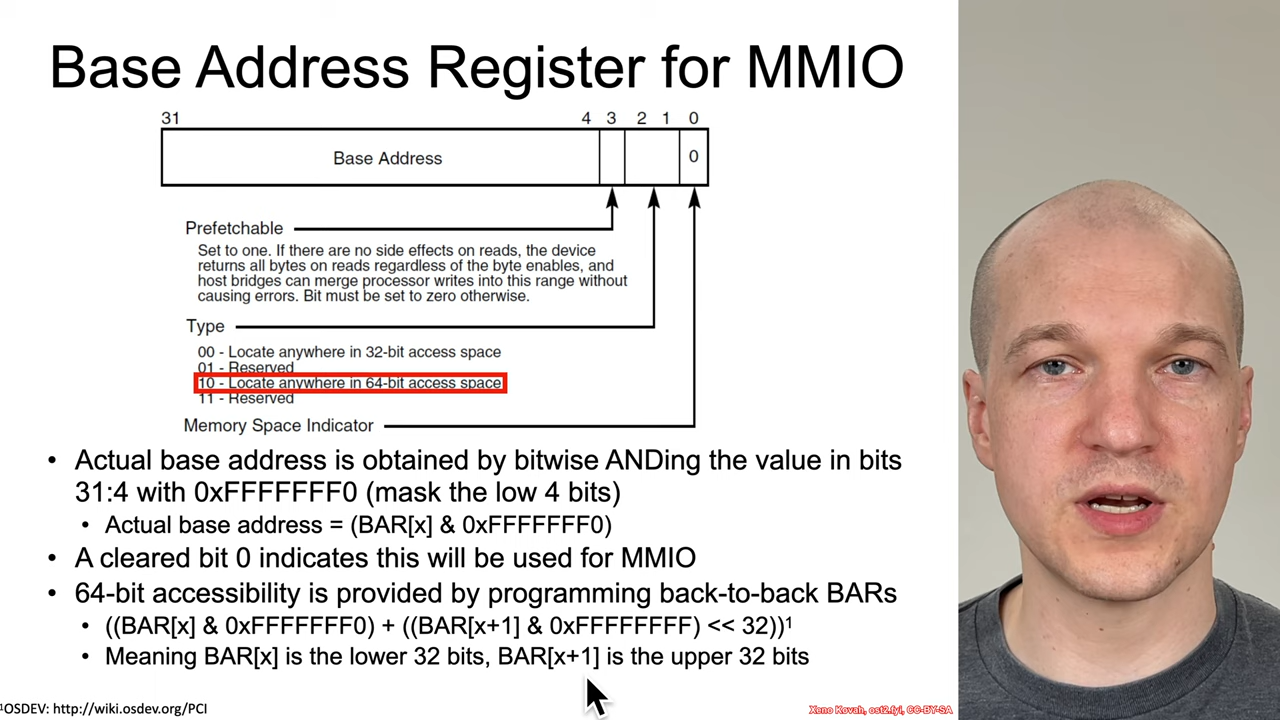 Base Address Register for MMIO
31 4 3 2 1 0
Base Address 0
Prefetchable
Set to one. If there are no side effects on reads, the device
returns all bytes on reads regardless of the byte enables, and
host bridges can merge processor writes into this range without
causing errors. Bit must be set to zero otherwise.
Type
00 - Locate anywhere in 32-bit access space
01 - Reserved
10 - Locate anywhere in 64-bit access space
11 - Reserved
Memory Space Indicator
• Actual base address is obtained by bitwise ANDing the value in bits
31:4 with 0xFFFFFFF0 (mask the low 4 bits)
• Actual base address = (BAR[x] & 0xFFFFFFF0)
• A cleared bit 0 indicates this will be used for MMIO
• 64-bit accessibility is provided by programming back-to-back BARs
• ((BAR[x] & 0xFFFFFFF0) + ((BAR[x+1] & 0xFFFFFFFF) << 32))¹
• Meaning BAR[x] is the lower 32 bits, BAR[x+1] is the upper 32 bits
¹OSDEV: http://wiki.osdev.org/PCI
Xeno Kovah, ost2.fyi, CC-BY-SA